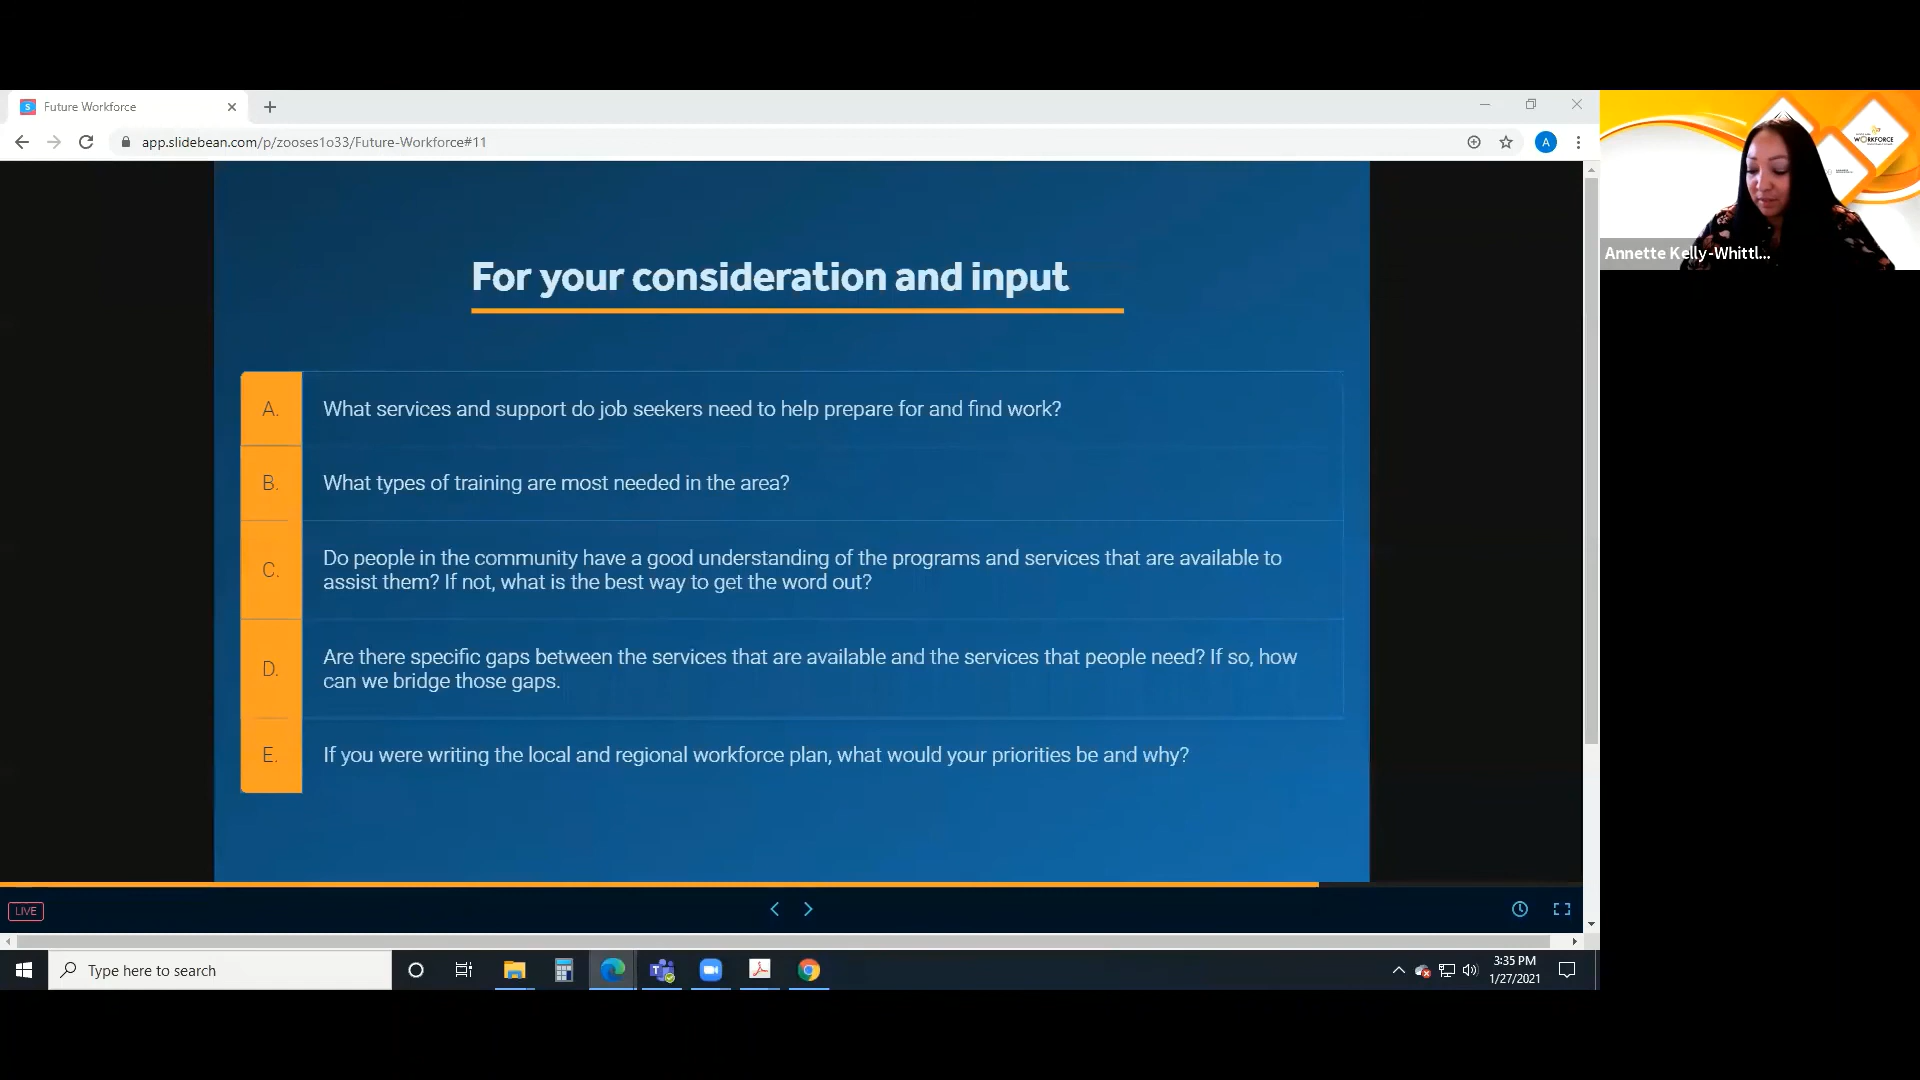 Future Workforce
app.slidebean.com/p/zooses1o33/Future-Workforce#11
A
WORKFORCE
Annette Kelly-Whittl...
For your consideration and input
A. What services and support do job seekers need to help prepare for and find work?
B. What types of training are most needed in the area?
C. Do people in the community have a good understanding of the programs and services that are available to
assist them? If not, what is the best way to get the word out?
D. Are there specific gaps between the services that are available and the services that people need? If so, how
can we bridge those gaps.
E. If you were writing the local and regional workforce plan, what would your priorities be and why?
LIVE
Type here to search
3:35 PM
1/27/2021